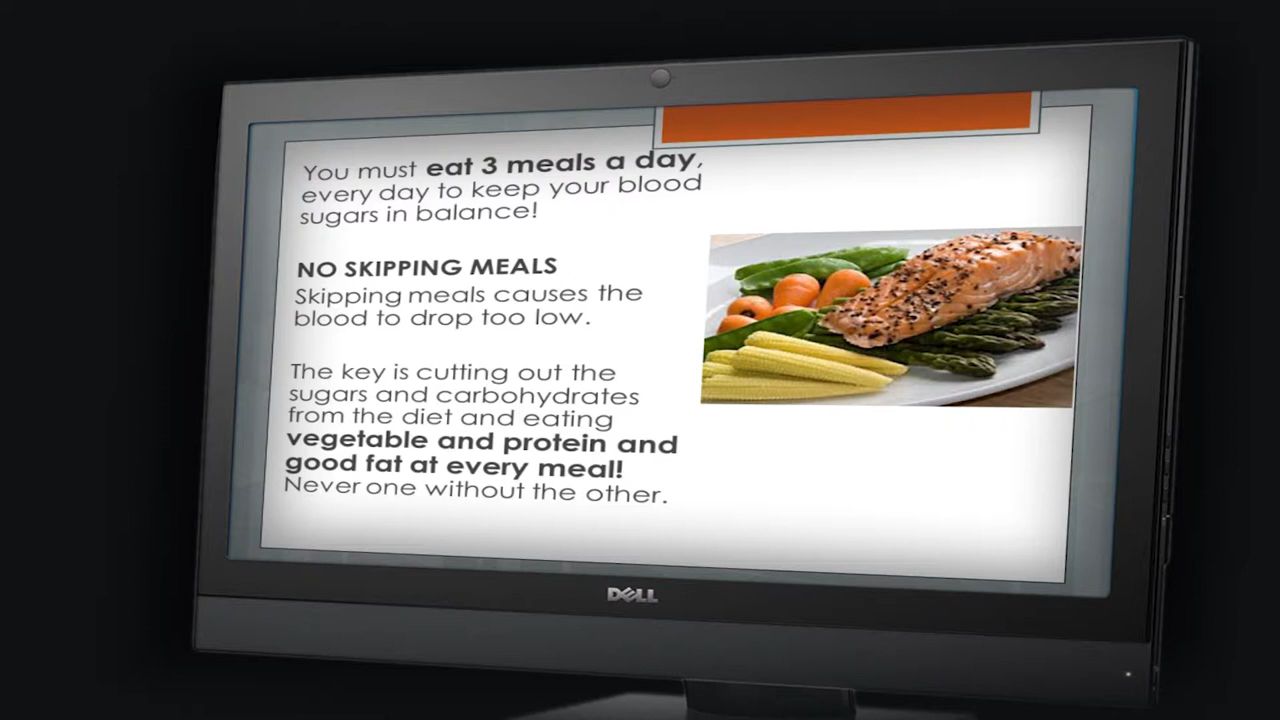 You must eat 3 meals a day,
every day to keep your blood
sugars in balance!
NO SKIPPING MEALS
Skipping meals causes the
blood to drop too low.
The key is cutting out the
sugars and carbohydrates
from the diet and eating
vegetable and protein and
good fat at every meal!
Never one without the other.
DELL